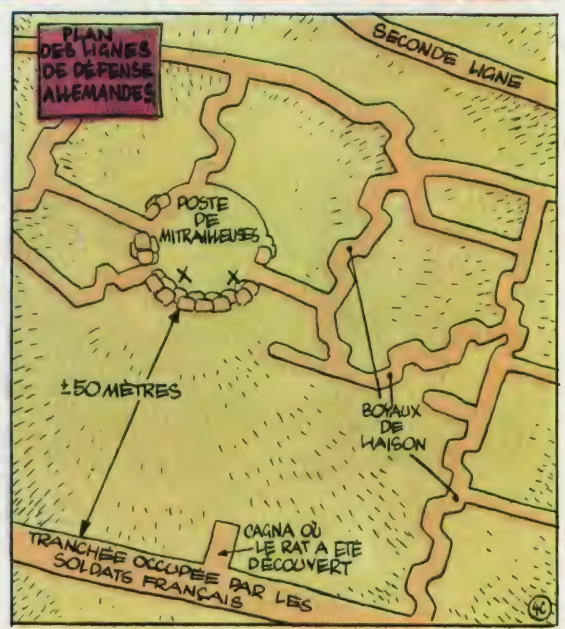 PLAN
DES LIGNES
DE DÉFENSE
ALLEMANDES
SECONDE LIGNE
POSTE
DE
MITRAILLEUSES
X X
±50 MÈTRES
BOYAUX
DE
LIAISON
CAGNA OÙ
LE RAT A ÉTÉ
DÉCOUVERT
TRANCHÉE OCCUPÉE PAR LES
SOLDATS FRANÇAIS
4C